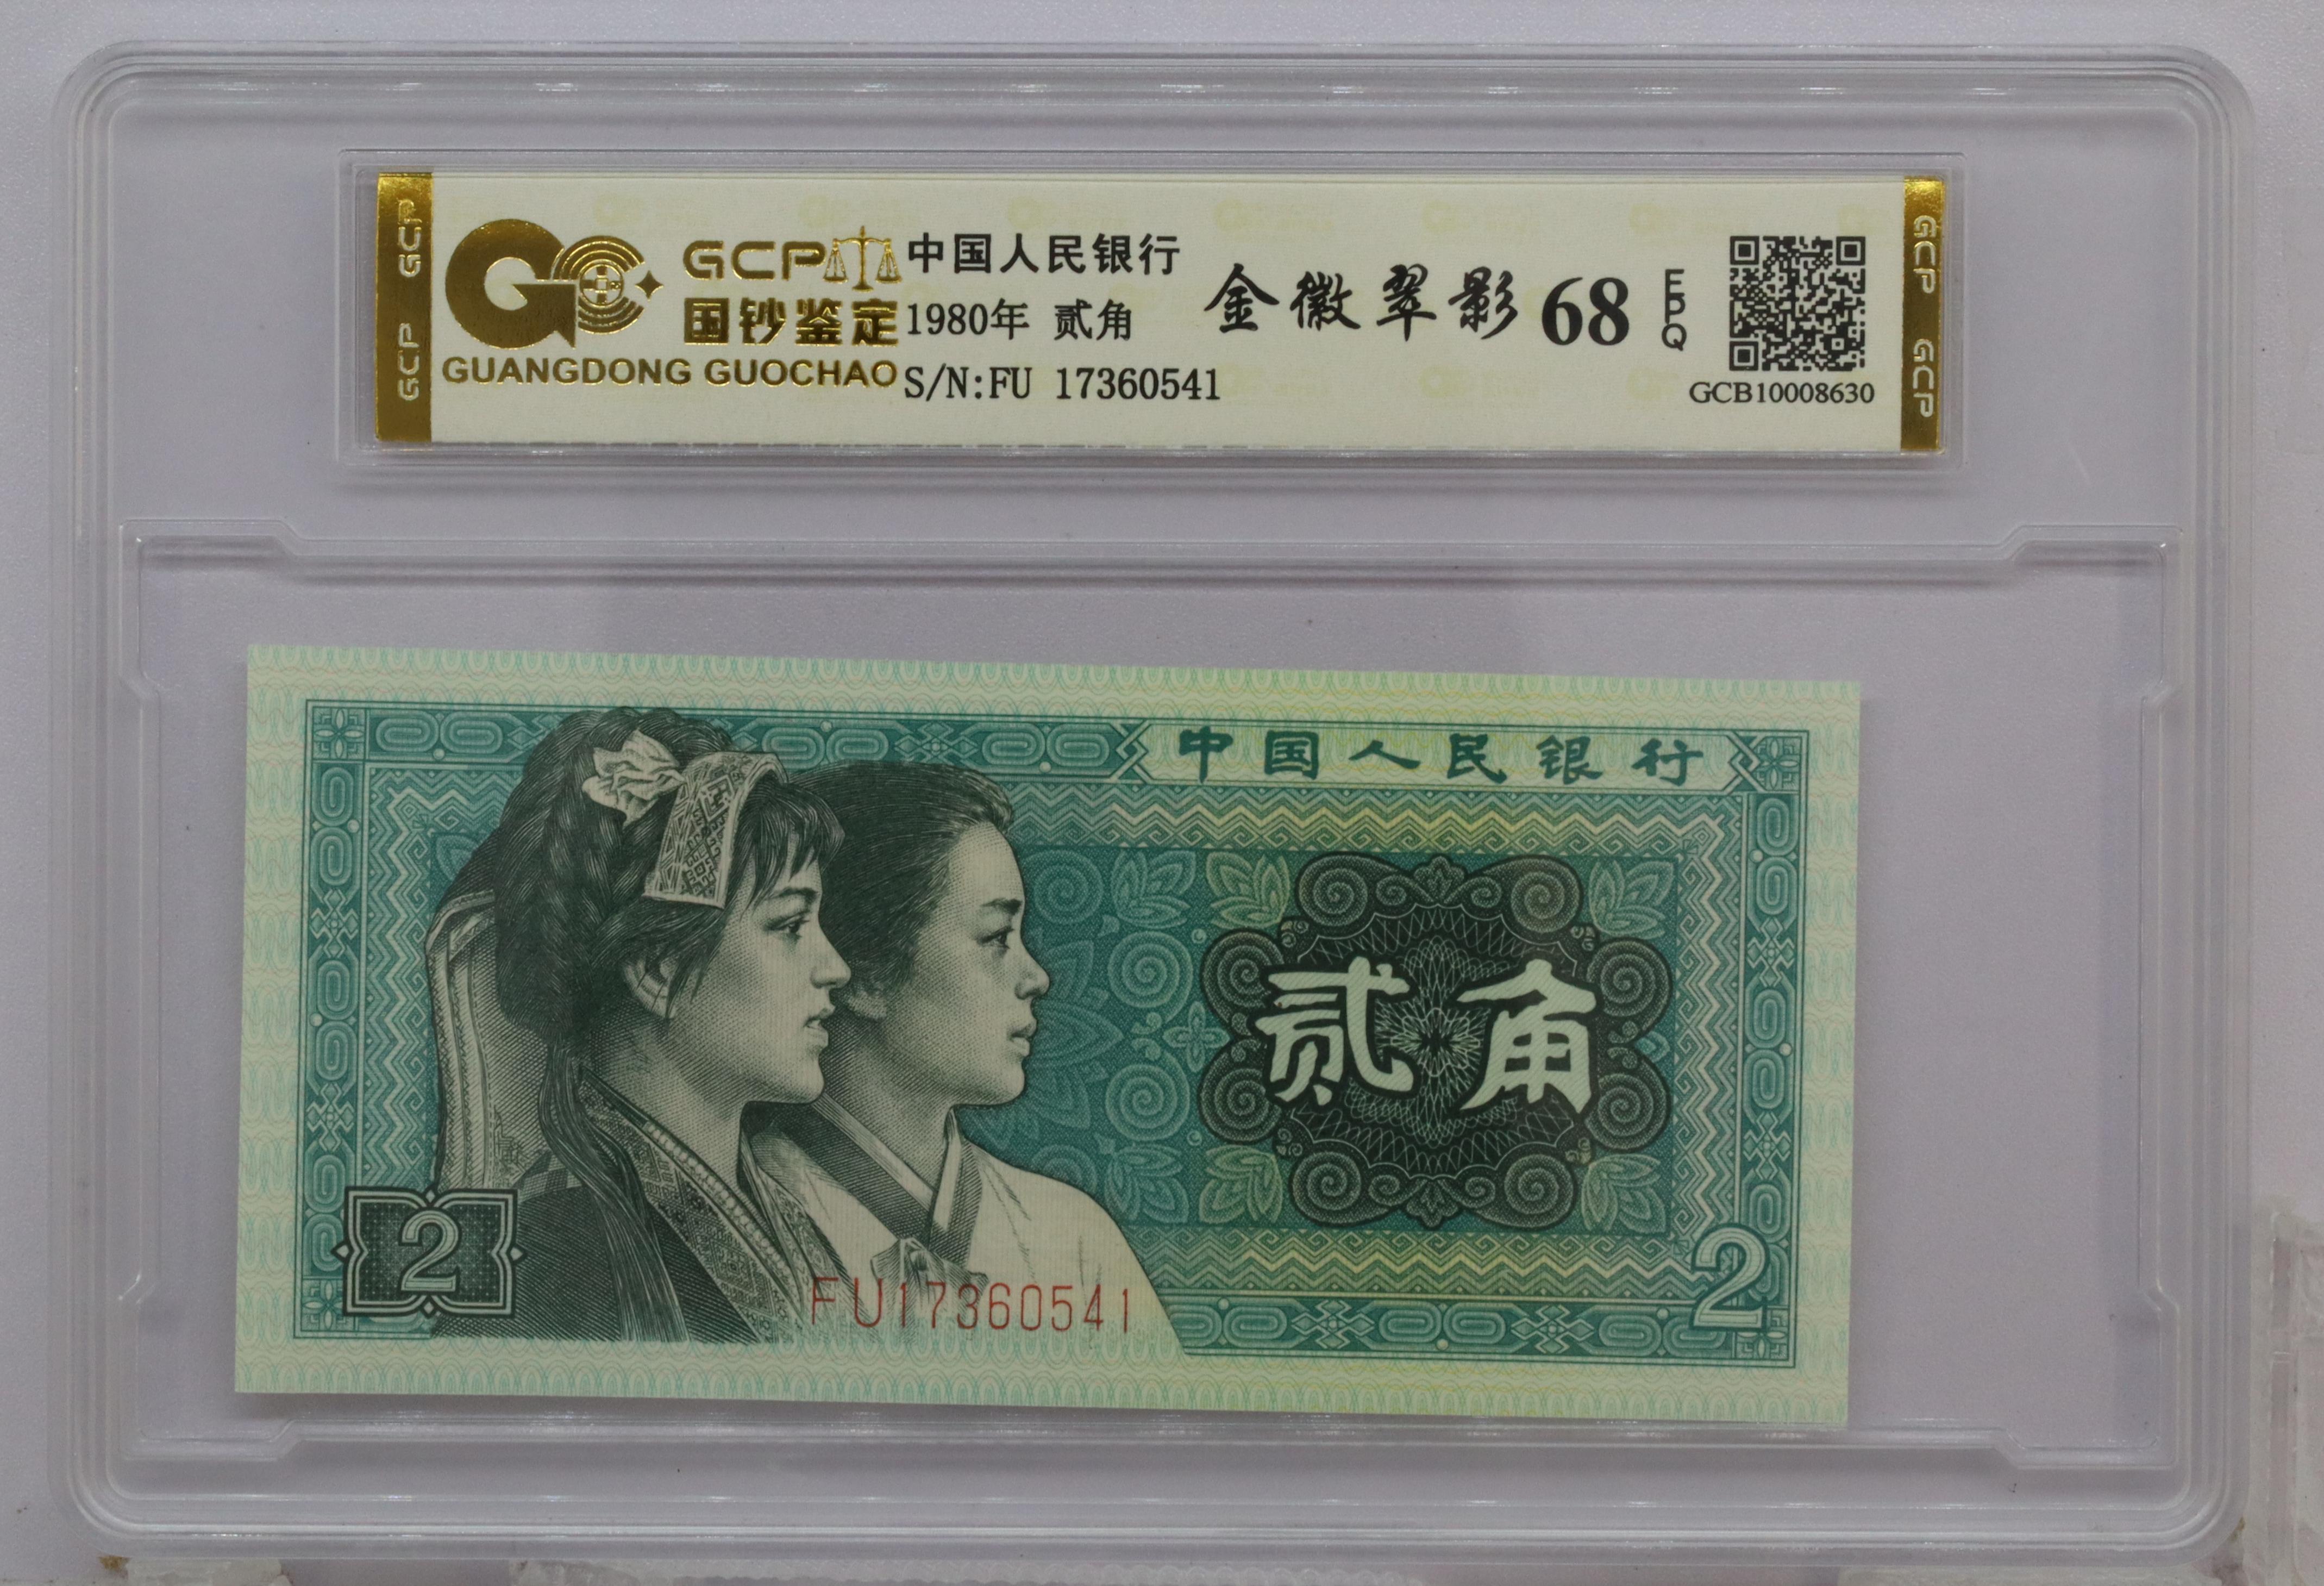 GCP GCP
GCP
国钞鉴定
GUANGDONG GUOCHAO
中国人民银行
1980年 贰角
S/N:FU 17360541
金徽翠影 68 EPQ
GCB10008630
GCP GCP
中国人民银行
贰角
2
FU17360541
2